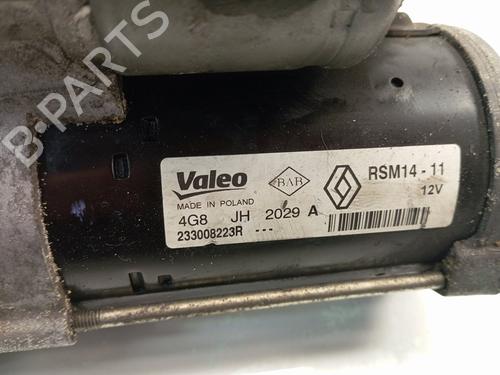 B-PARTS
Valeo
MADE IN POLAND
BAB
RSM14 - 11
12V
4G8 JH 2029 A
233008223R ---